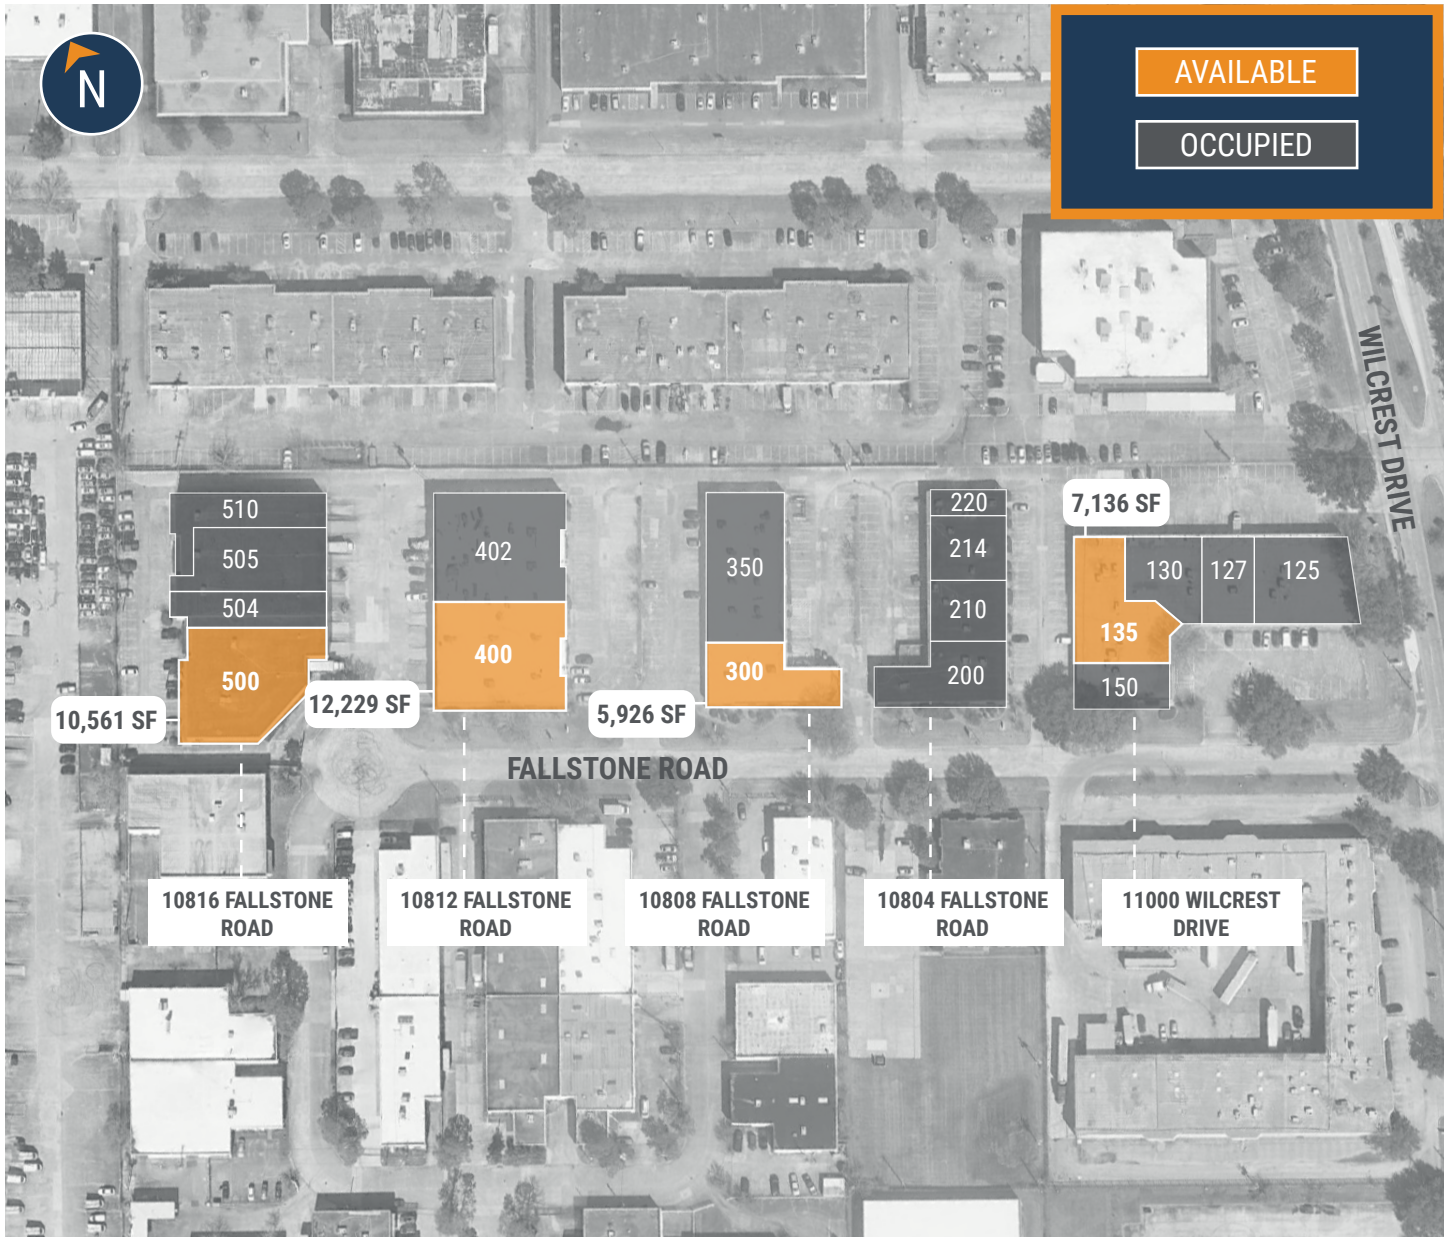 N
AVAILABLE
OCCUPIED
WILCREST DRIVE
510
505
504
500
10,561 SF
402
400
12,229 SF
350
300
5,926 SF
220
214
210
200
7,136 SF
130
127
125
135
150
FALLSTONE ROAD
10816 FALLSTONE
ROAD
10812 FALLSTONE
ROAD
10808 FALLSTONE
ROAD
10804 FALLSTONE
ROAD
11000 WILCREST
DRIVE